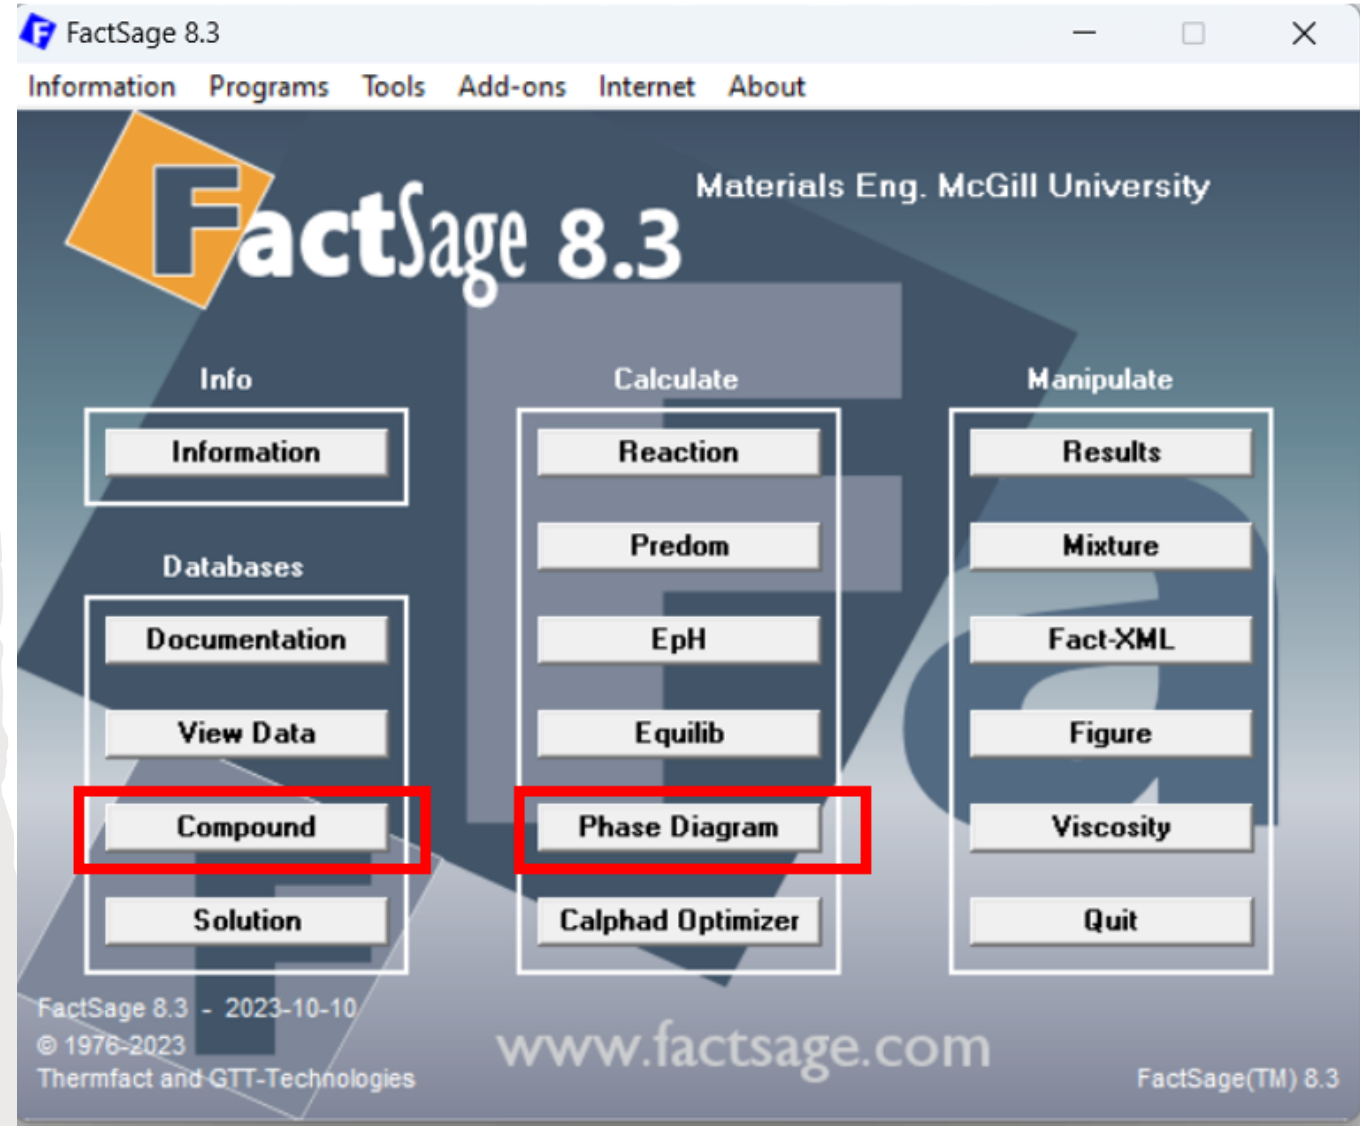 FactSage 8.3
Information Programs Tools Add-ons Internet About
FactSage 8.3
Materials Eng. McGill University
Info
Information
Databases
Documentation
View Data
Compound
Solution
Calculate
Reaction
Predom
EpH
Equilib
Phase Diagram
Calphad Optimizer
Manipulate
Results
Mixture
Fact-XML
Figure
Viscosity
Quit
FactSage 8.3 - 2023-10-10
© 1976-2023
Thermfact and GTT-Technologies
www.factsage.com
FactSage(TM) 8.3